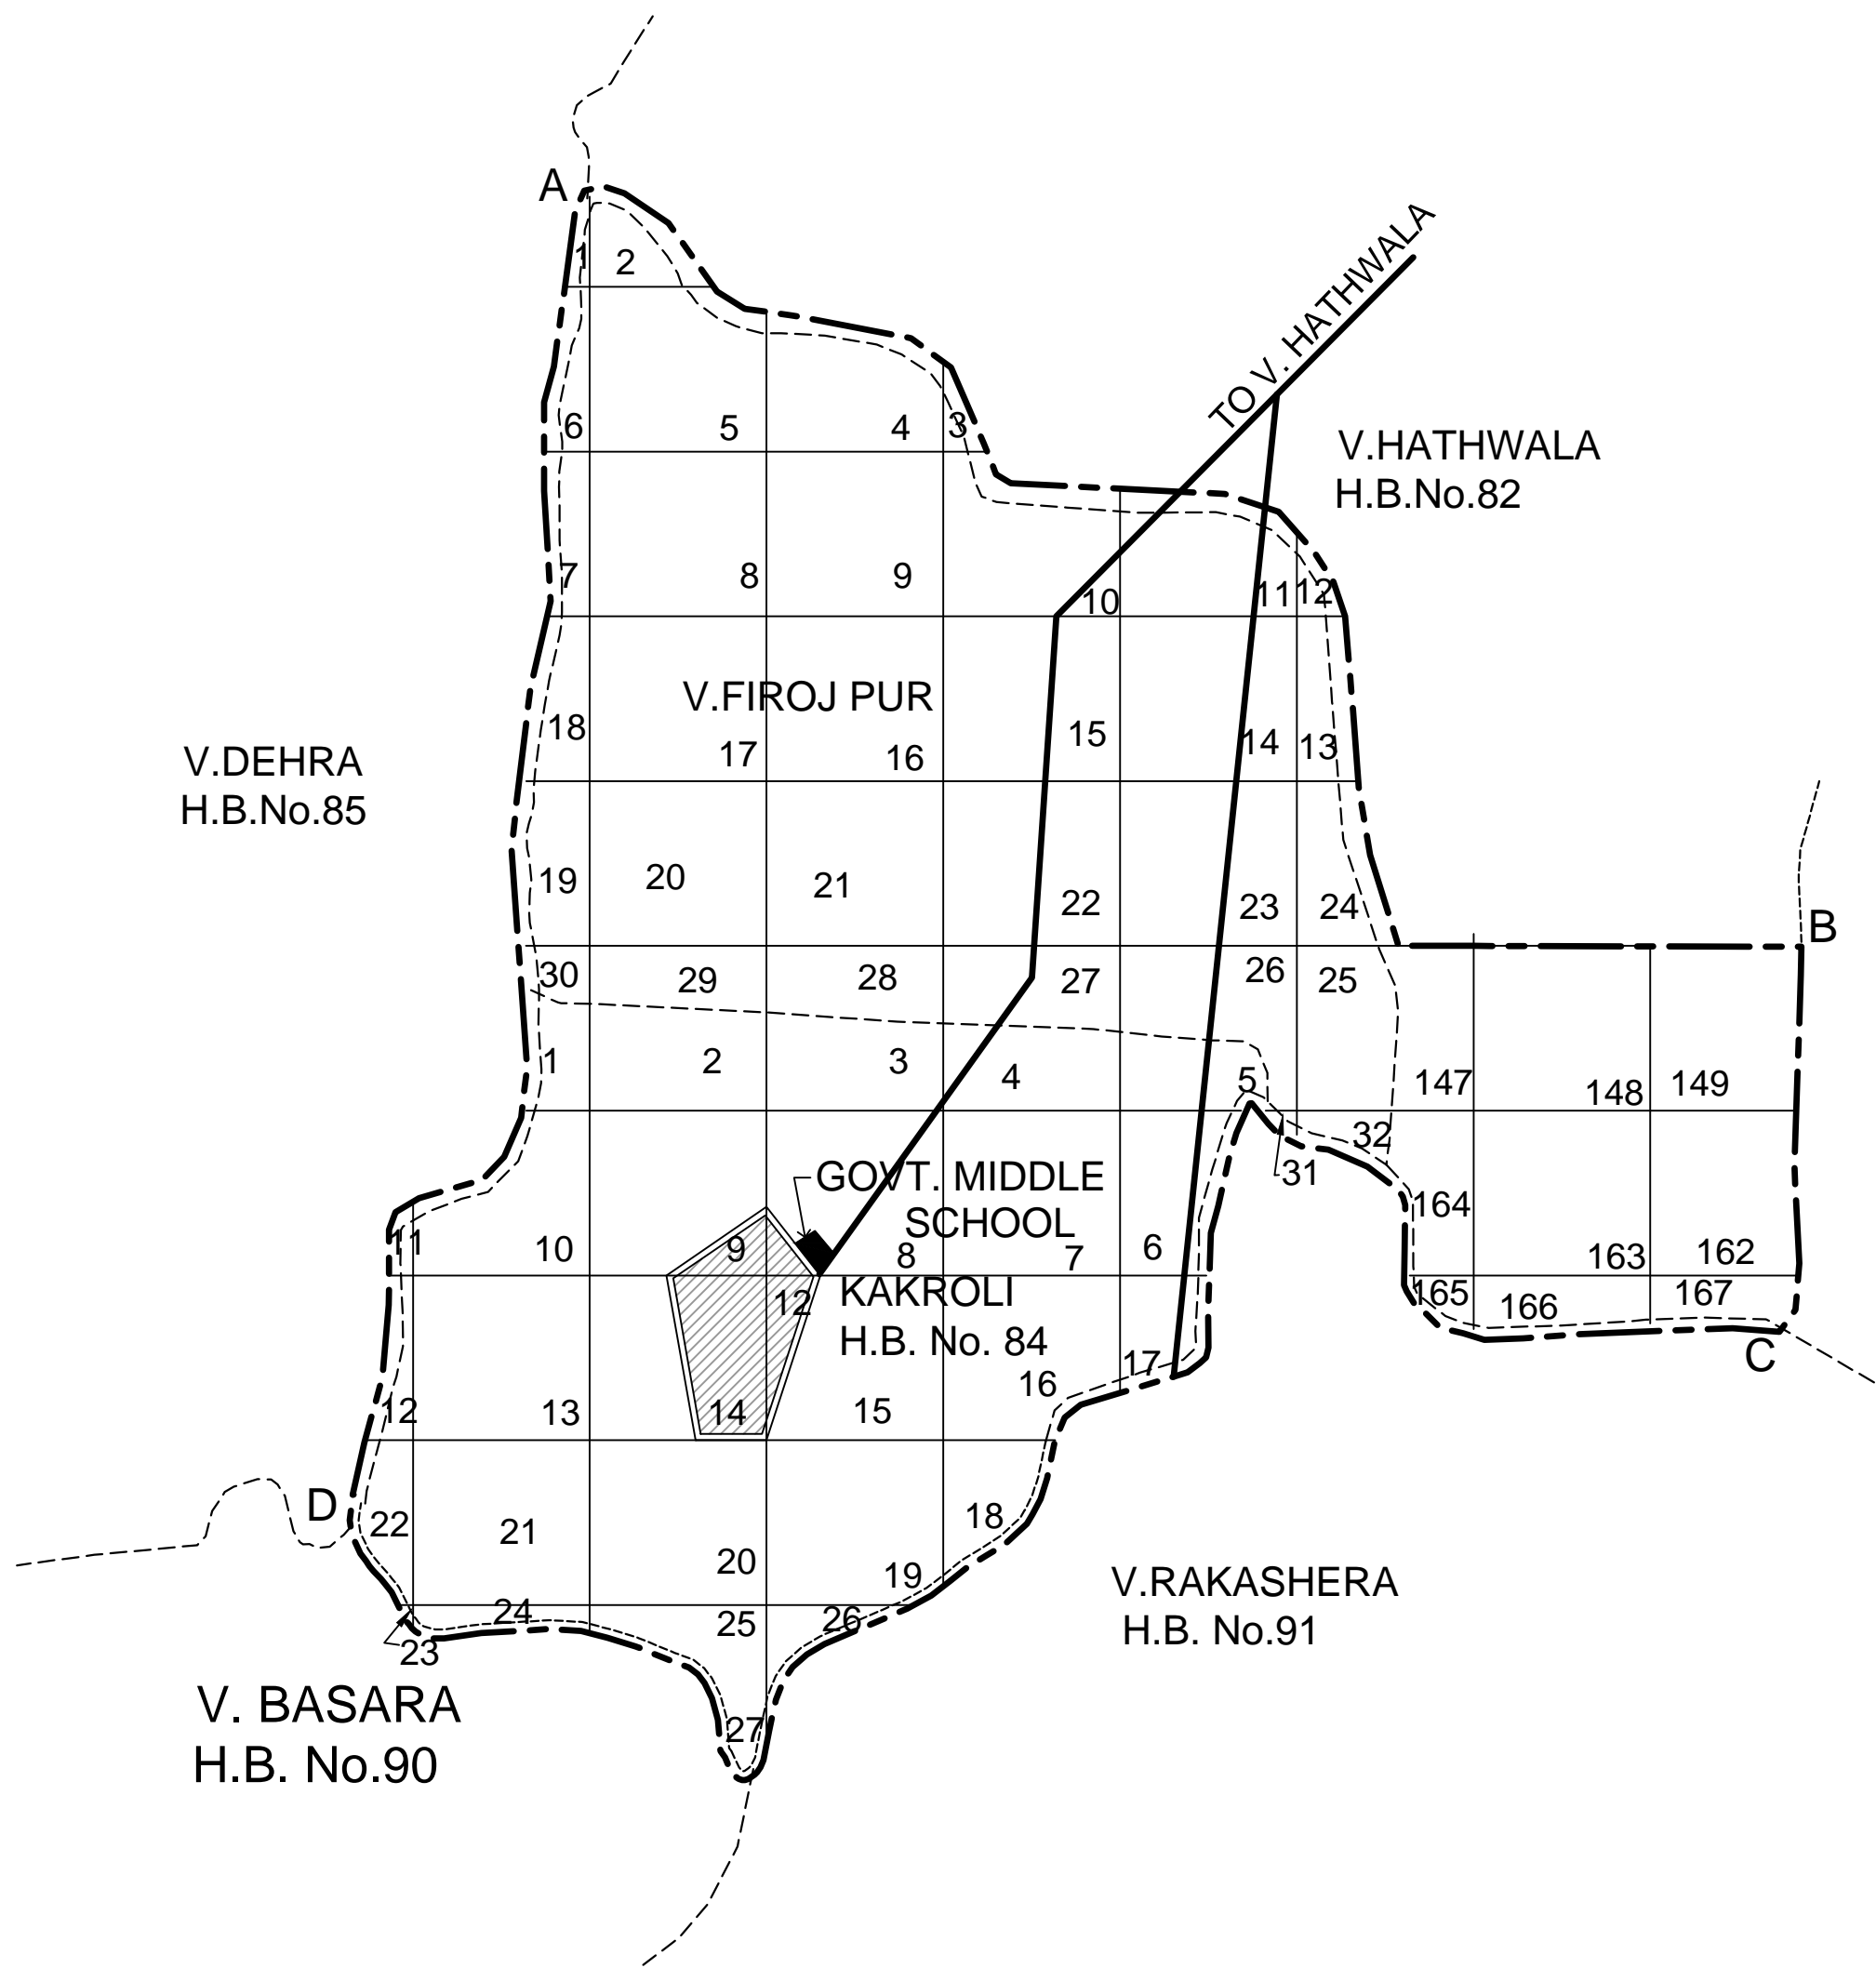 A
1 2
TO V. HATHWALA
6 5 4 3
V.HATHWALA
H.B.No.82
7 8 9 10 11 12
V.FIROJ PUR
18 17 16 15 14 13
V.DEHRA
H.B.No.85
19 20 21 22 23 24
B
30 29 28 27 26 25
1 2 3 4 5 147 148 149
32
31
GOVT. MIDDLE
SCHOOL
164 163 162
11 10 9 8 7 6
KAKROLI
H.B. No. 84
12
165 166 167
C
12 13 14 15 16 17
D
22 21 20 19 18
23 24 25 26
27
V.RAKASHERA
H.B. No.91
V. BASARA
H.B. No.90